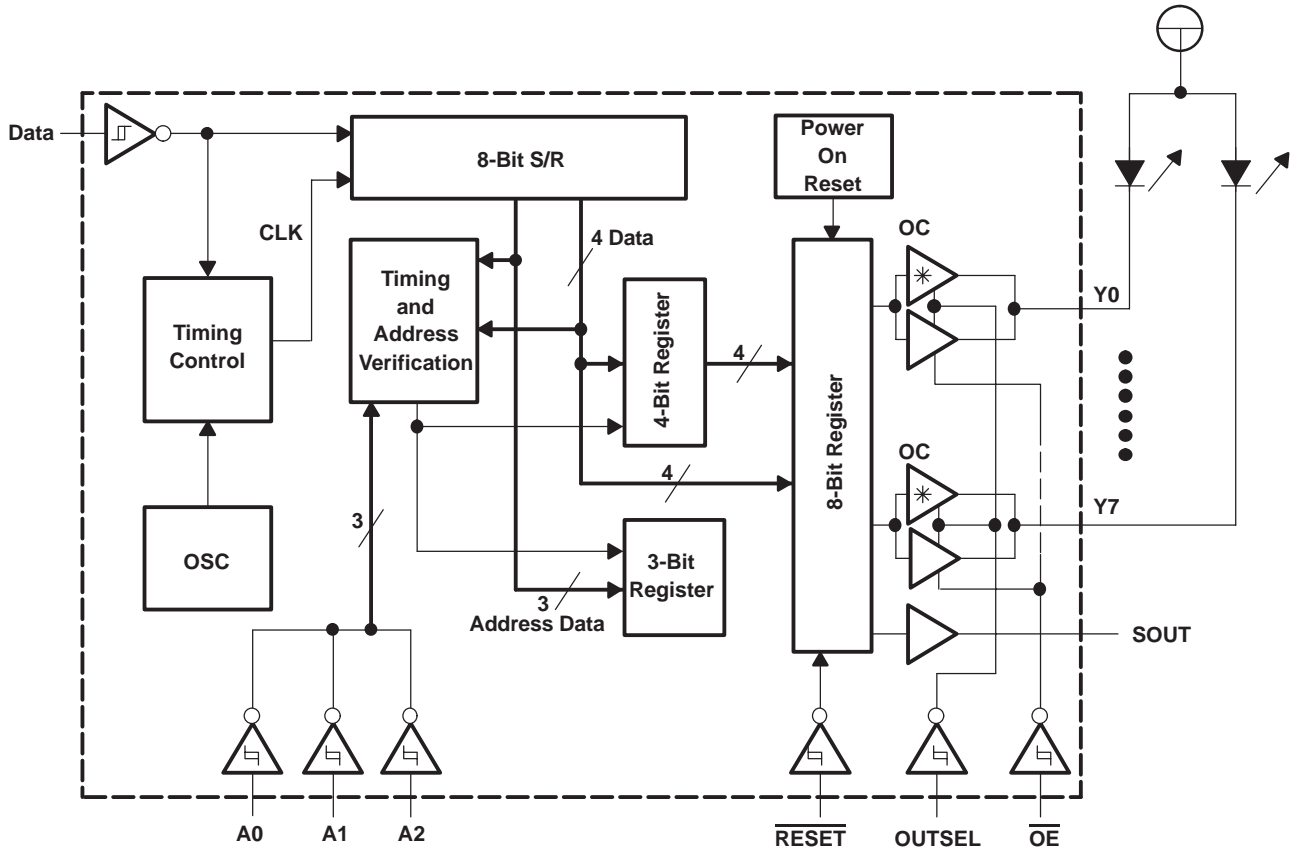 Data
8-Bit S/R
Power
On
Reset
CLK
4 Data
OC
Timing
and
Address
Verification
Y0
Timing
Control
4-Bit Register
4
8-Bit Register
4
OC
Y7
3
OSC
3-Bit
Register
3
Address Data
SOUT
A0
A1
A2
RESET
OUTSEL
OE